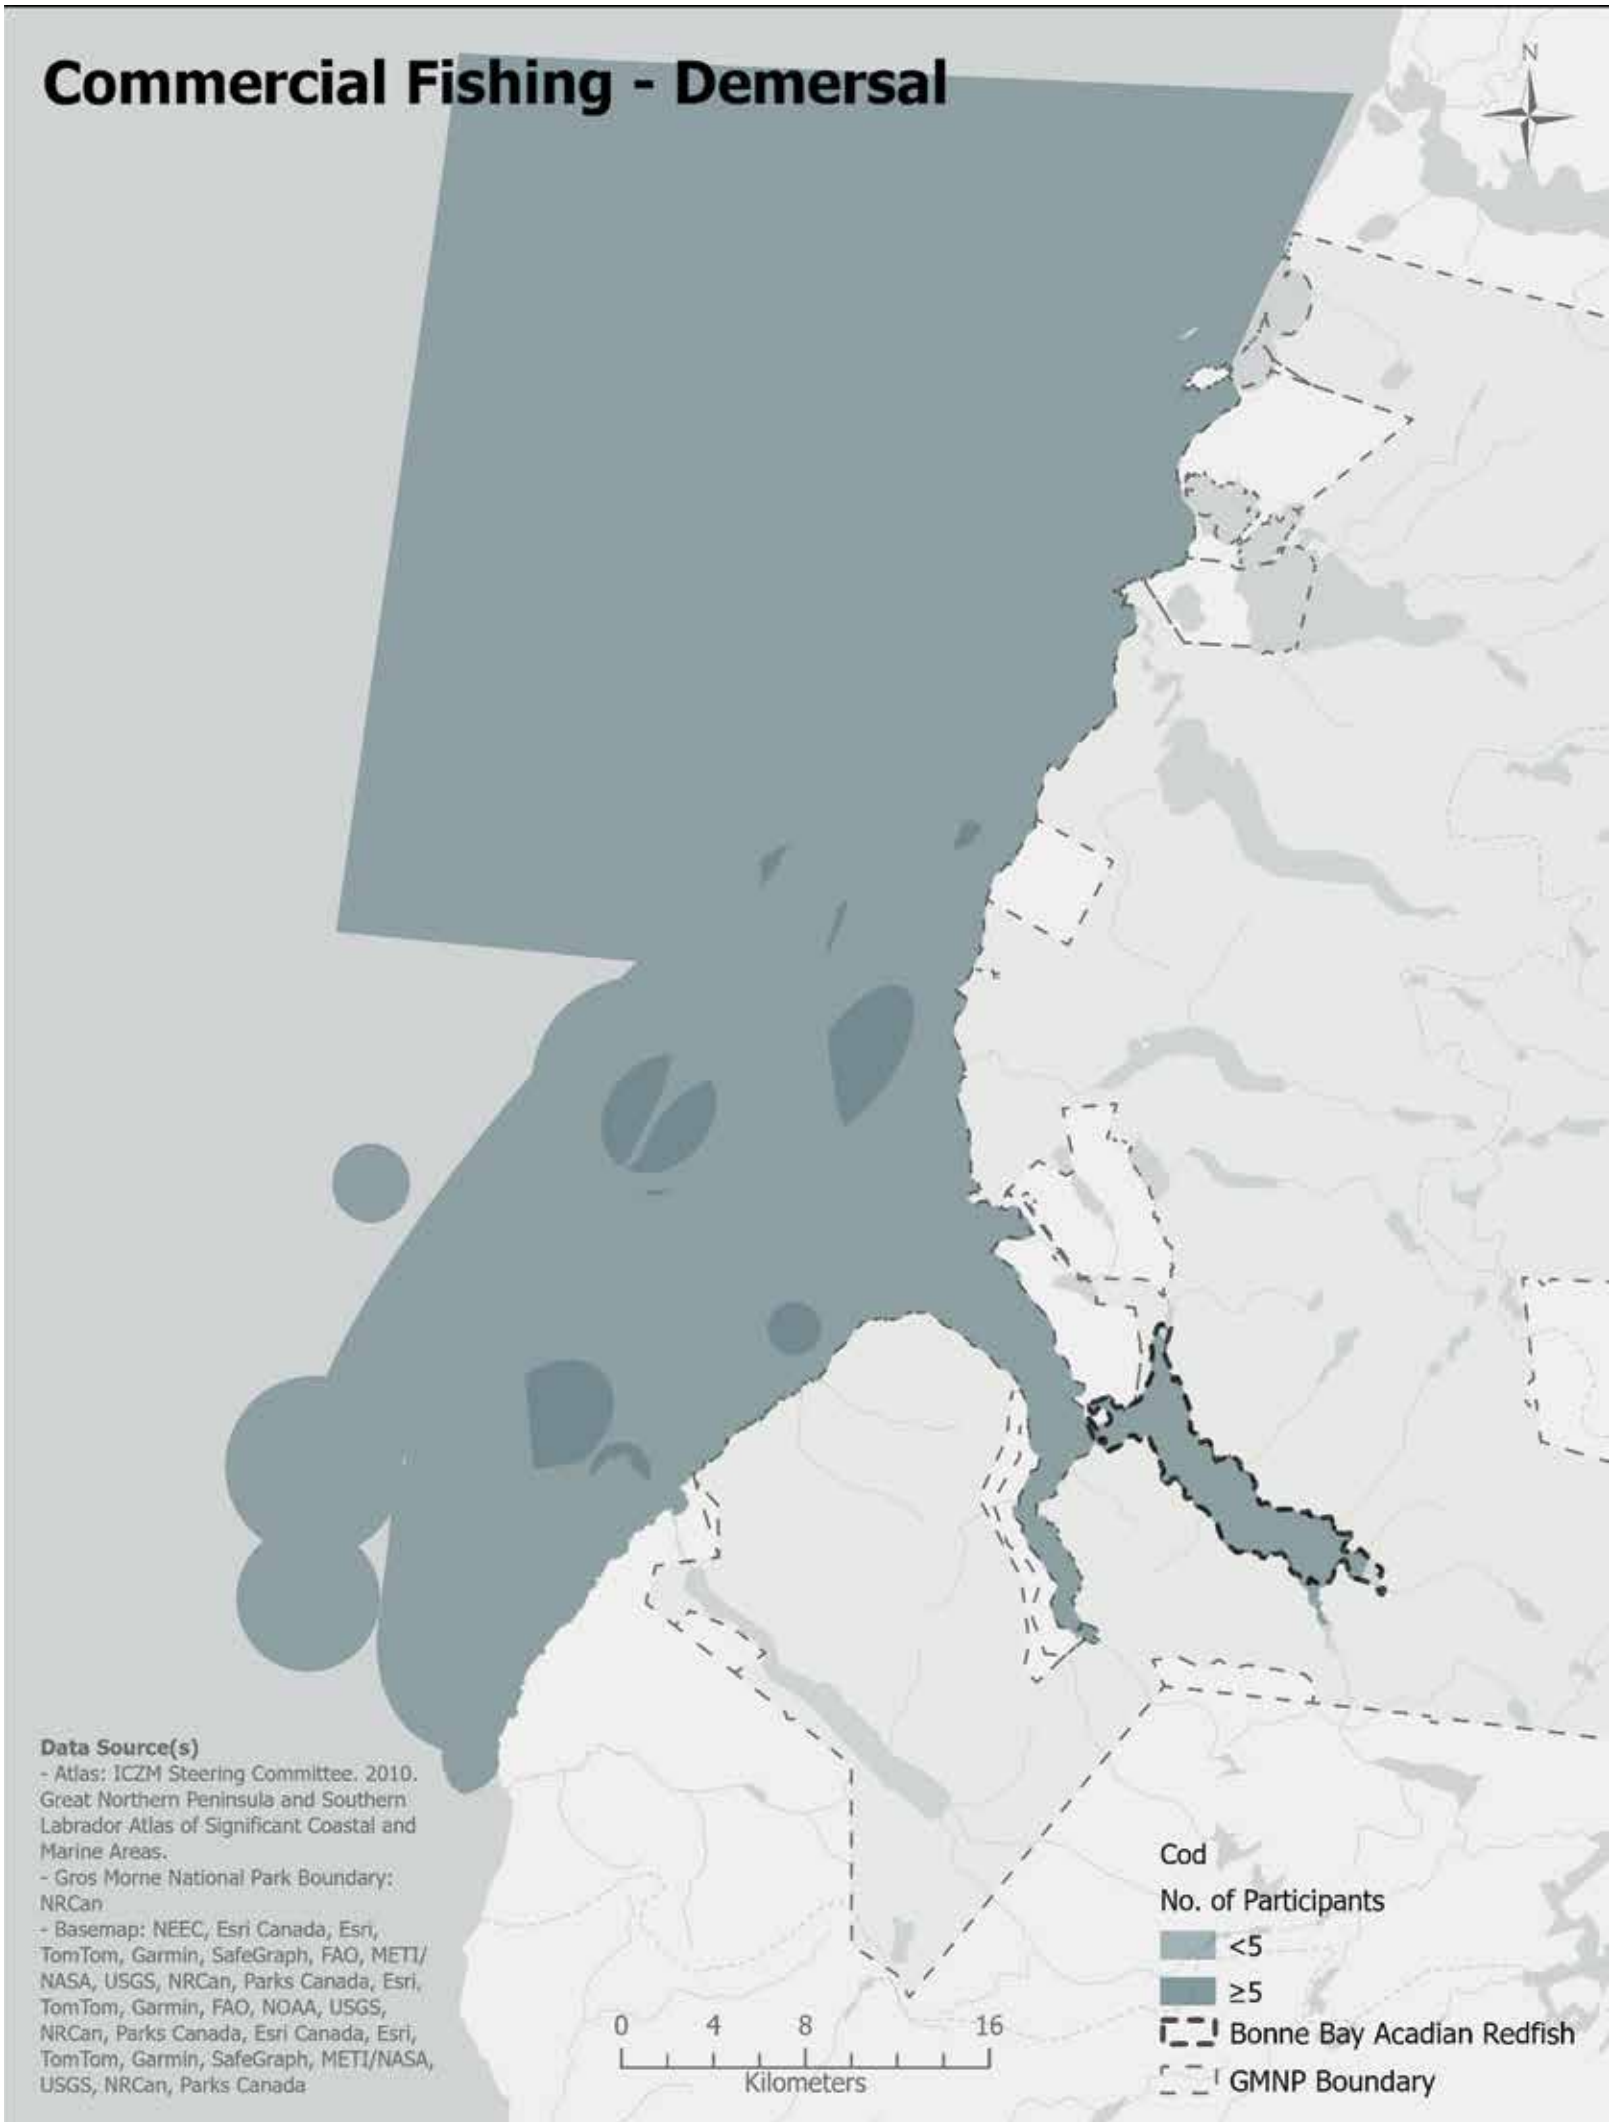 Commercial Fishing - Demersal
N
Data Source(s)
- Atlas: ICZM Steering Committee. 2010.
Great Northern Peninsula and Southern
Labrador Atlas of Significant Coastal and
Marine Areas.
- Gros Morne National Park Boundary:
NRCan
- Basemap: NEEC, Esri Canada, Esri,
TomTom, Garmin, SafeGraph, FAO, METI/
NASA, USGS, NRCan, Parks Canada, Esri,
TomTom, Garmin, FAO, NOAA, USGS,
NRCan, Parks Canada, Esri Canada, Esri,
TomTom, Garmin, SafeGraph, METI/NASA,
USGS, NRCan, Parks Canada
0 4 8 16
Kilometers
Cod
No. of Participants
<5
≥5
Bonne Bay Acadian Redfish
GMNP Boundary